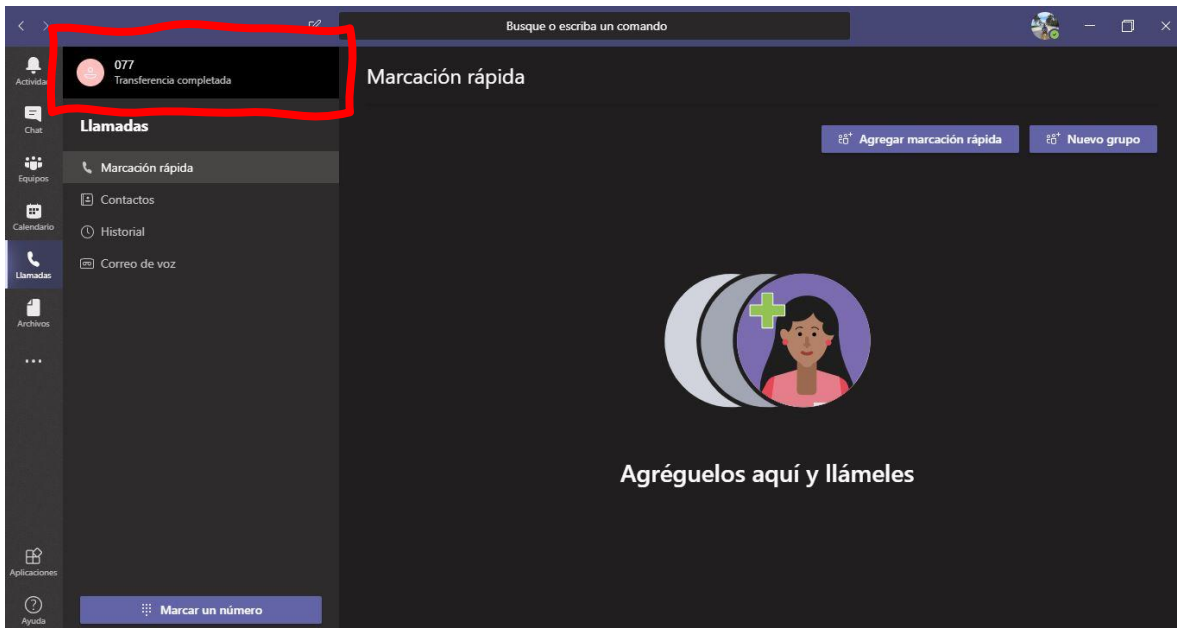 Busque o escriba un comando
Actividad
Chat
Equipos
Calendario
Llamadas
Archivos
Aplicaciones
Ayuda
077
Transferencia completada
Llamadas
Marcación rápida
Contactos
Historial
Correo de voz
Marcar un número
Marcación rápida
Agregar marcación rápida
Nuevo grupo
Agréguelos aquí y llámeles